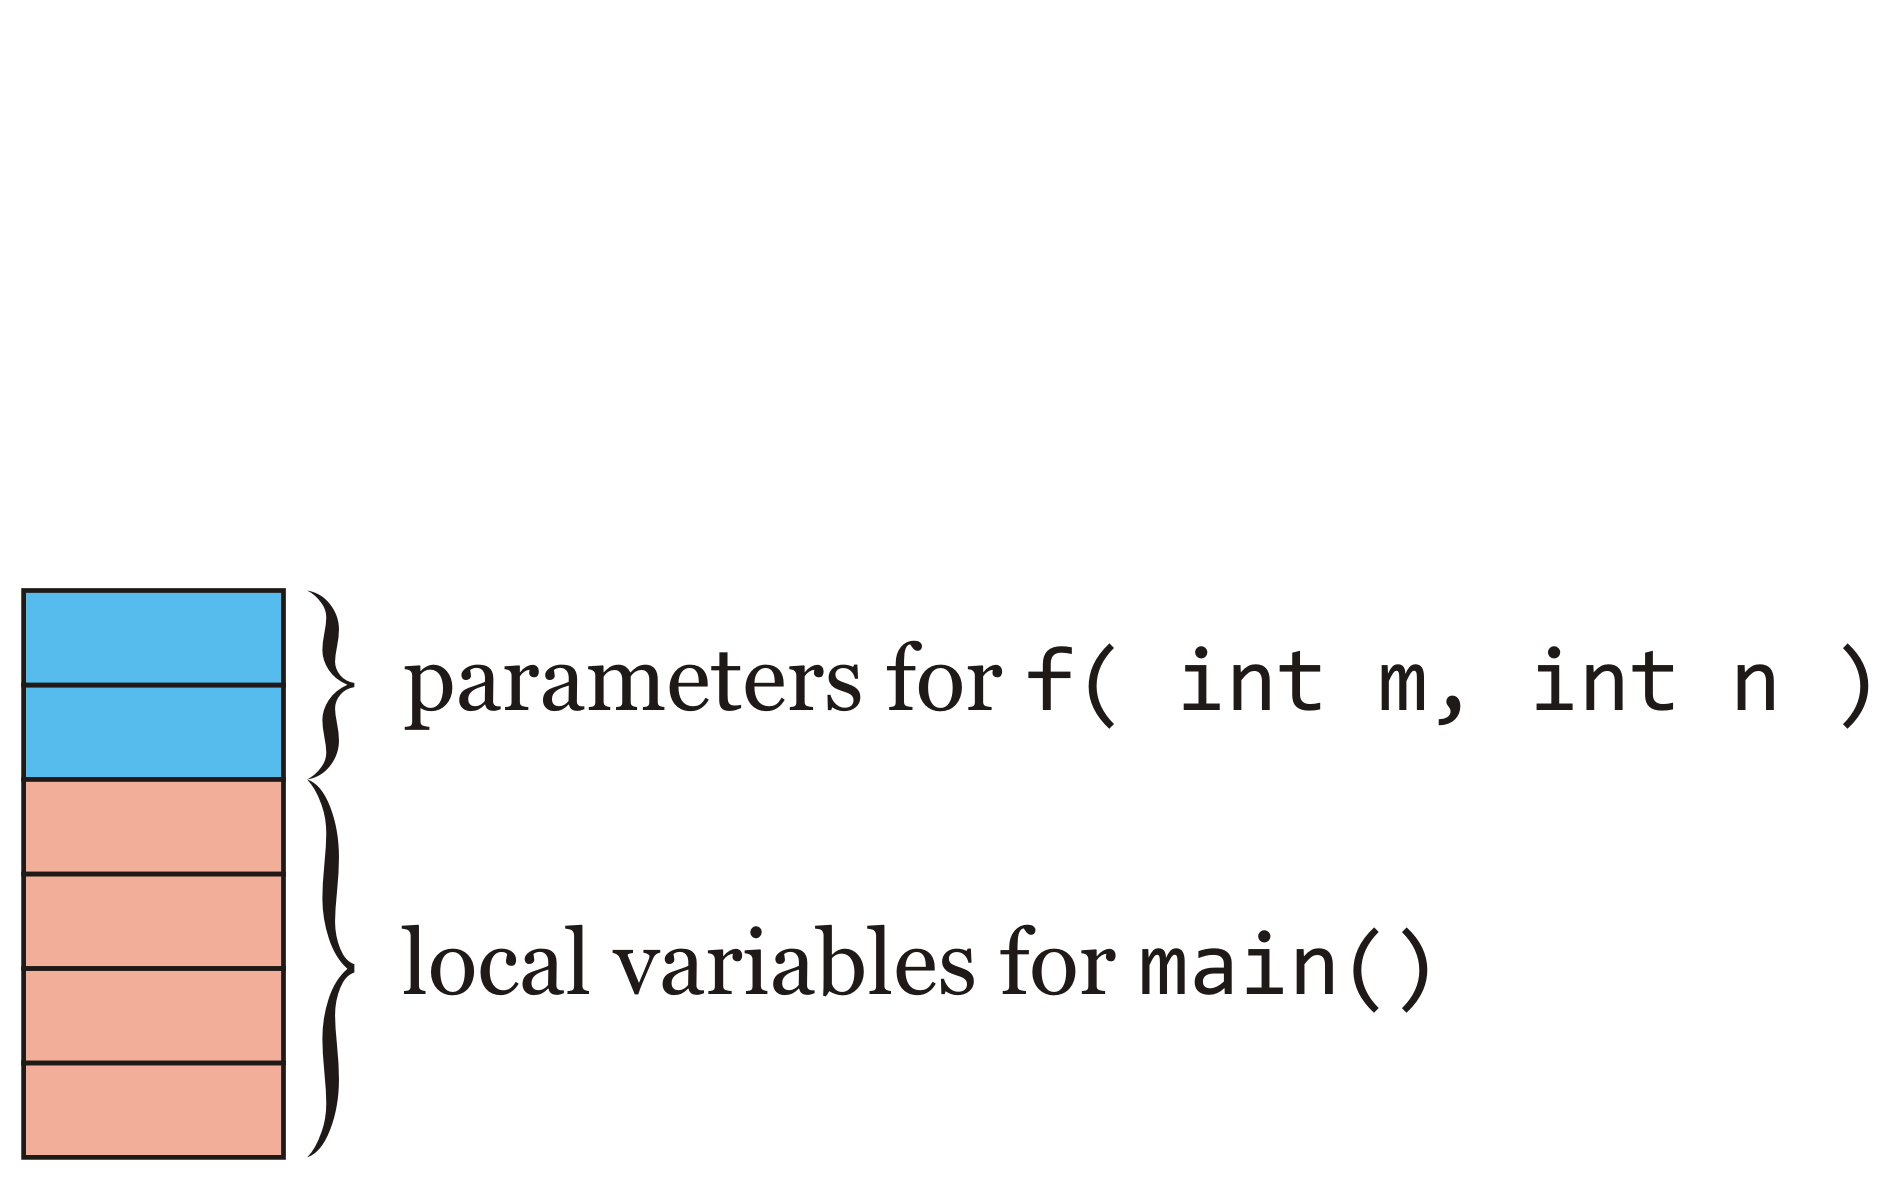 parameters for f( int m, int n )
local variables for main()